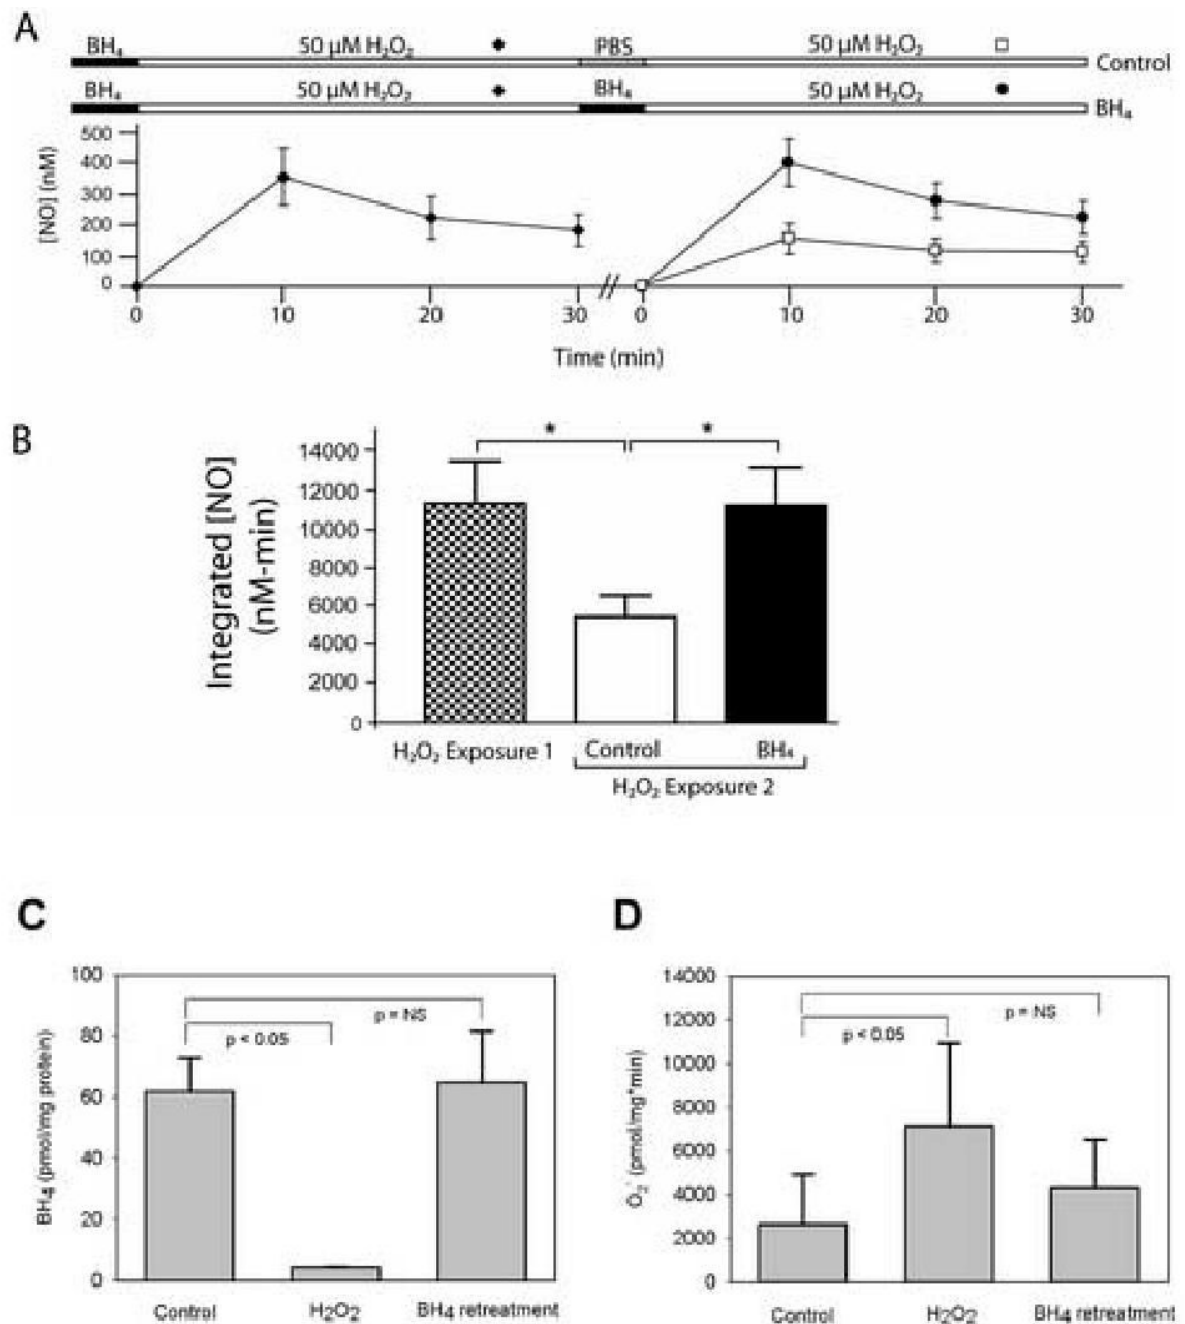 A
BH₄ 50 μM H₂O₂ PBS 50 μM H₂O₂ Control
BH₄ 50 μM H₂O₂ BH₄ 50 μM H₂O₂ BH₄
[NO] (nM)
500
400
300
200
100
0
0 10 20 30 0 10 20 30
Time (min)
B
Integrated [NO]
(nM-min)
* *
14000
12000
10000
8000
6000
4000
2000
0
H₂O₂ Exposure 1 Control BH₄
H₂O₂ Exposure 2
C
BH4 (pmol/mg protein)
100
80
60
40
20
0
p = NS
p < 0.05
Control H2O2 BH4 retreatment
D
O₂⁻ (pmol/mg*min)
14000
12000
10000
8000
6000
4000
2000
0
p = NS
p < 0.05
Control H2O2 BH4 retreatment